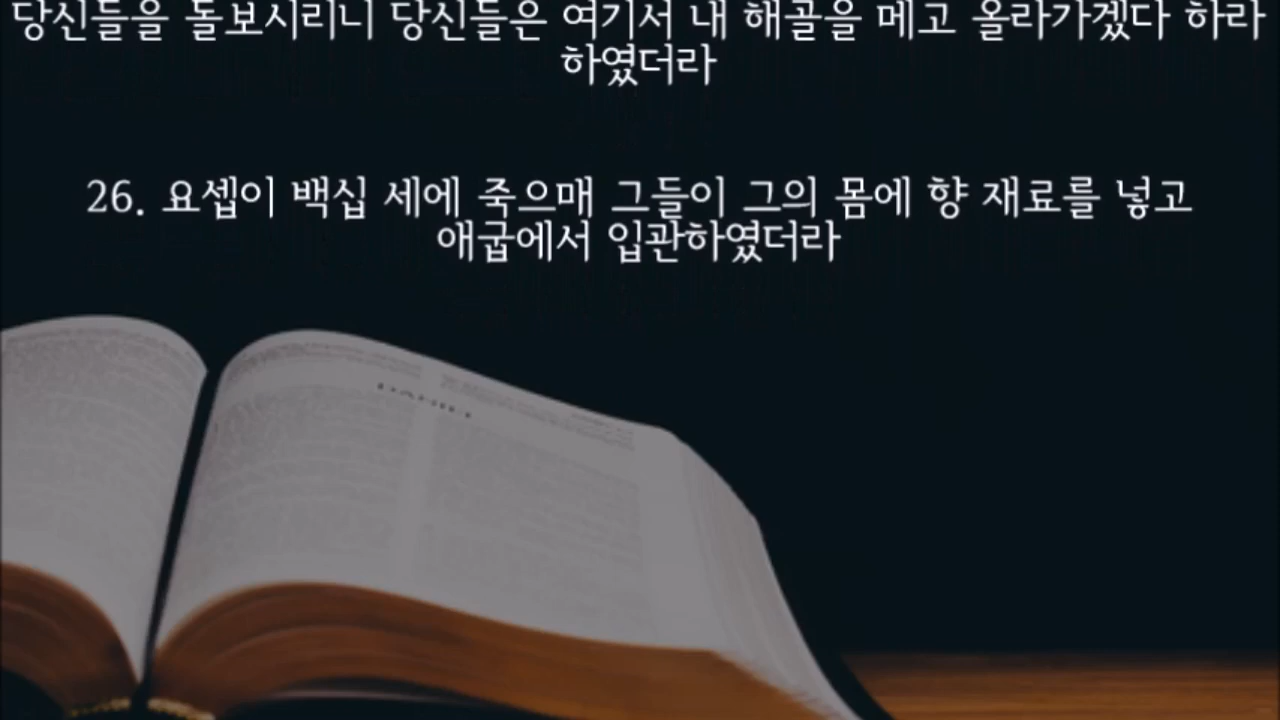 당신들을 돌보시리니 당신들은 여기서 내 해골을 메고 올라가겠다 하라
하였더라
26. 요셉이 백십 세에 죽으매 그들이 그의 몸에 향 재료를 넣고
애굽에서 입관하였더라